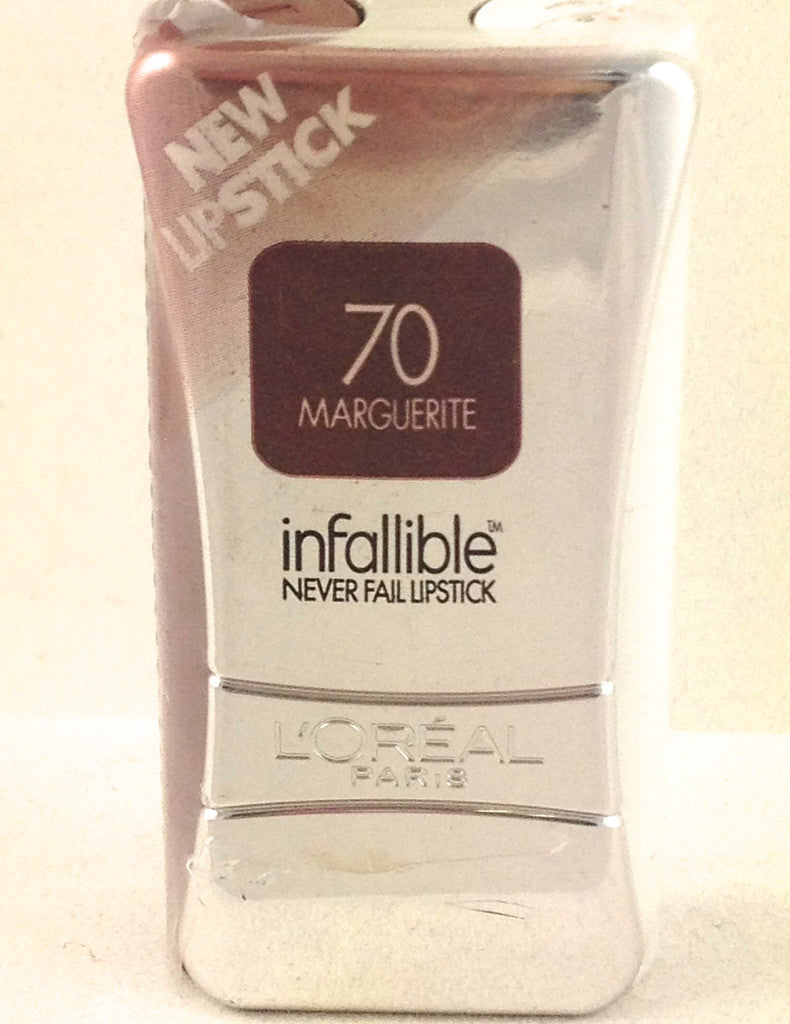 NEW
LIPSTICK
70
MARGUERITE
infallible™
NEVER FAIL LIPSTICK
L'ORÉAL
PARIS